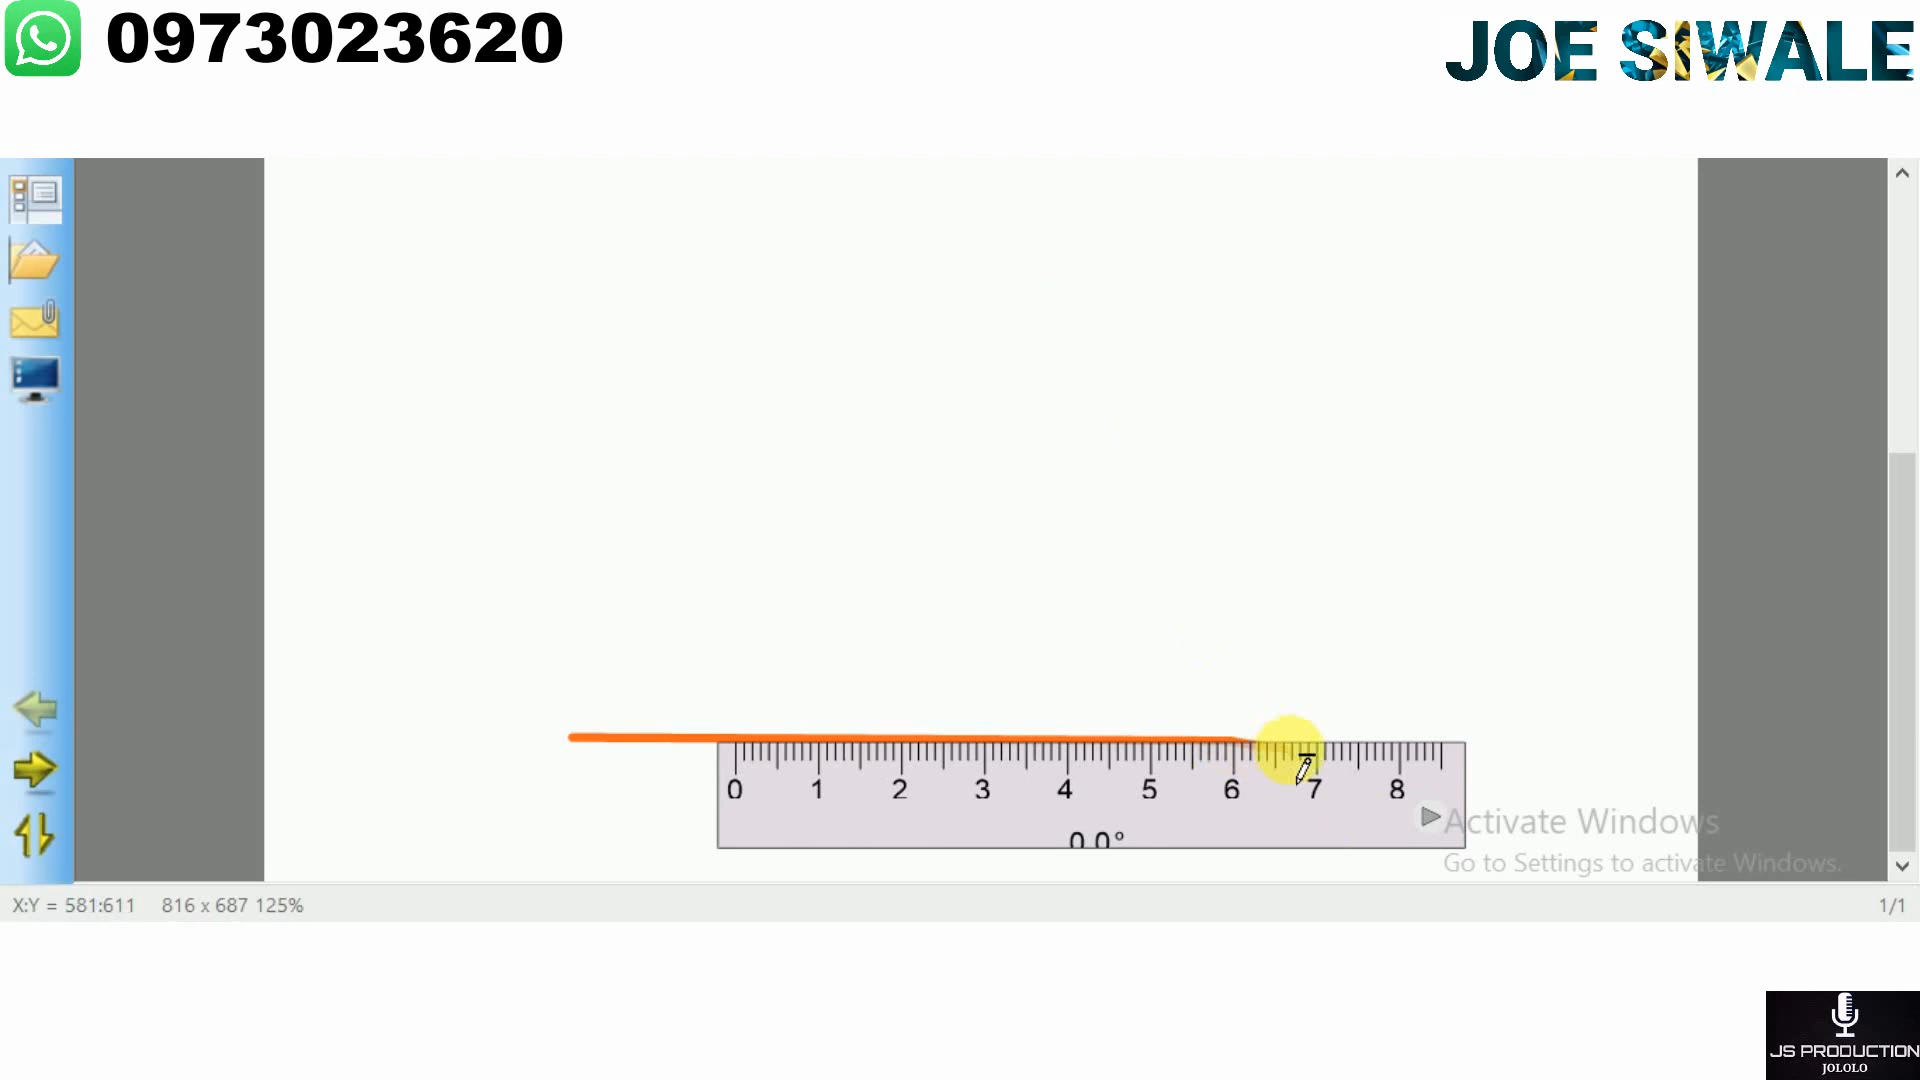 0973023620
JOE SIWALE
0 1 2 3 4 5 6 7 8
0.0°
Activate Windows
Go to Settings to activate Windows.
X:Y = 581:611 816 x 687 125%
1/1
JS PRODUCTION
JOLOLO